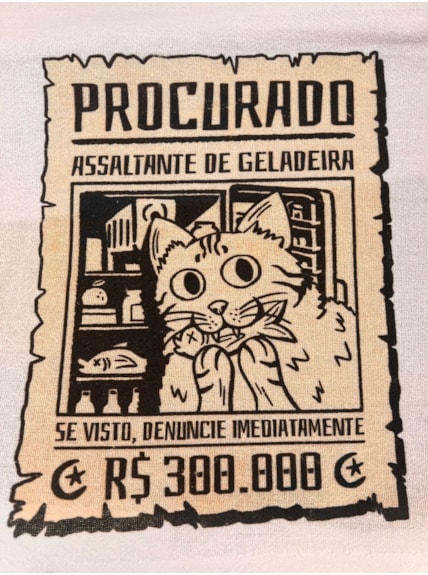 PROCURADO
ASSALTANTE DE GELADEIRA
SE VISTO, DENUNCIE IMEDIATAMENTE
R$ 300.000